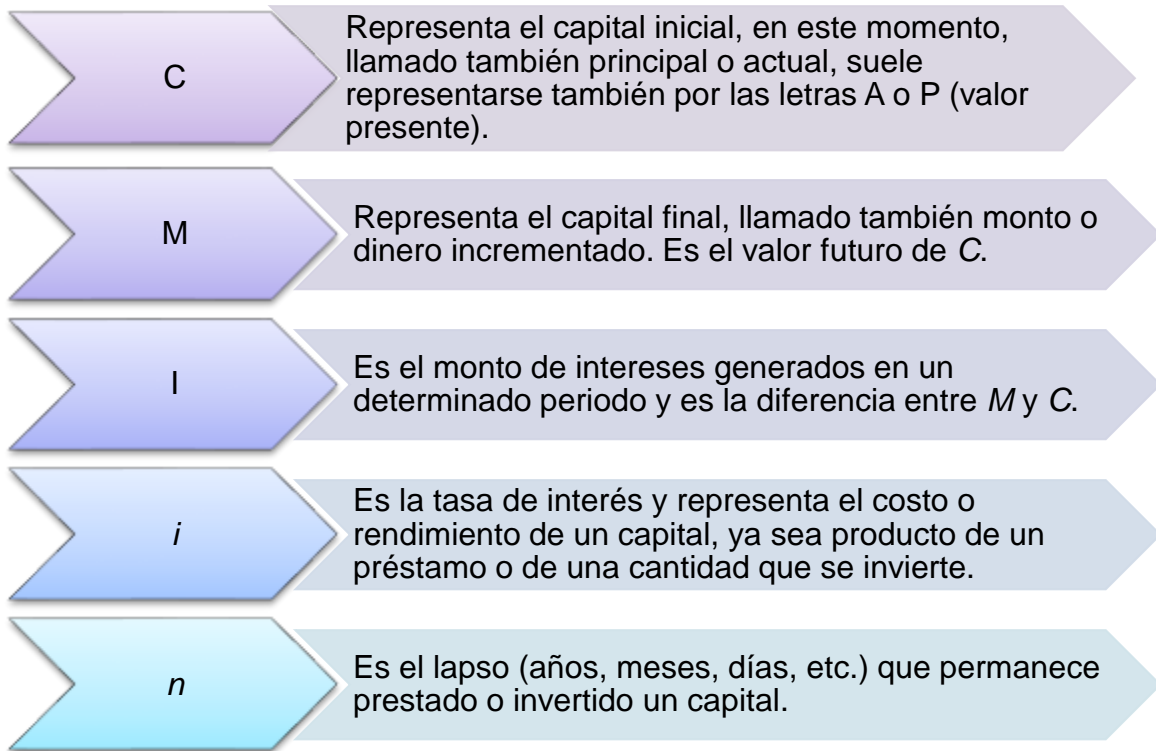 C
Representa el capital inicial, en este momento,
llamado también principal o actual, suele
representarse también por las letras A o P (valor
presente).
M
Representa el capital final, llamado también monto o
dinero incrementado. Es el valor futuro de C.
I
Es el monto de intereses generados en un
determinado periodo y es la diferencia entre M y C.
i
Es la tasa de interés y representa el costo o
rendimiento de un capital, ya sea producto de un
préstamo o de una cantidad que se invierte.
n
Es el lapso (años, meses, días, etc.) que permanece
prestado o invertido un capital.